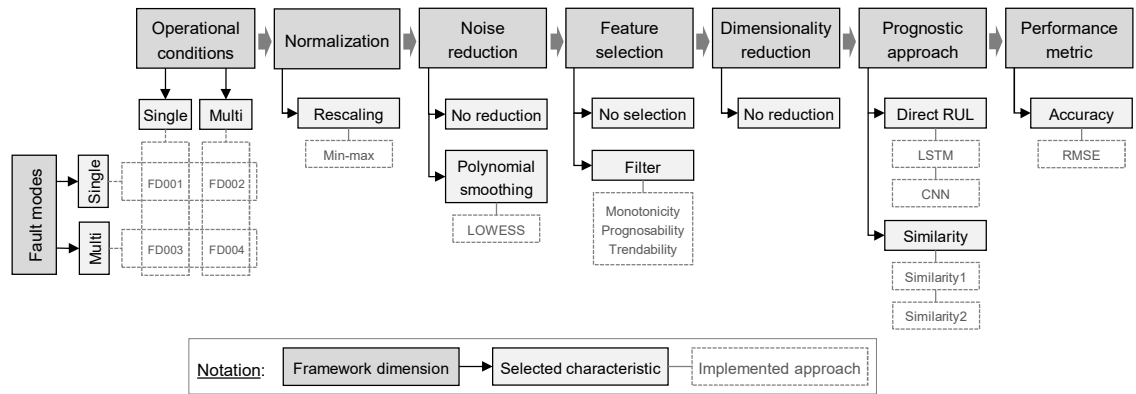 Operational
conditions
Normalization
Noise
reduction
Feature
selection
Dimensionality
reduction
Prognostic
approach
Performance
metric
Single
Multi
Rescaling
Min-max
No reduction
Polynomial
smoothing
LOWESS
No selection
Filter
Monotonicity
Prognosability
Trendability
No reduction
Direct RUL
LSTM
CNN
Similarity
Similarity1
Similarity2
Accuracy
RMSE
Fault modes
Single
FD001
FD002
Multi
FD003
FD004
Notation:
Framework dimension
Selected characteristic
Implemented approach